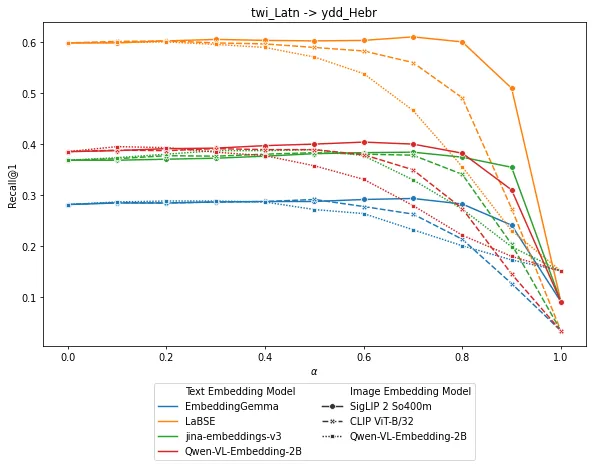 twi_Latn -> ydd_Hebr
Recall@1
0.6
0.5
0.4
0.3
0.2
0.1
0.0 0.2 0.4 0.6 0.8 1.0
α
Text Embedding Model Image Embedding Model
EmbeddingGemma SigLIP 2 So400m
LaBSE CLIP ViT-B/32
jina-embeddings-v3 Qwen-VL-Embedding-2B
Qwen-VL-Embedding-2B